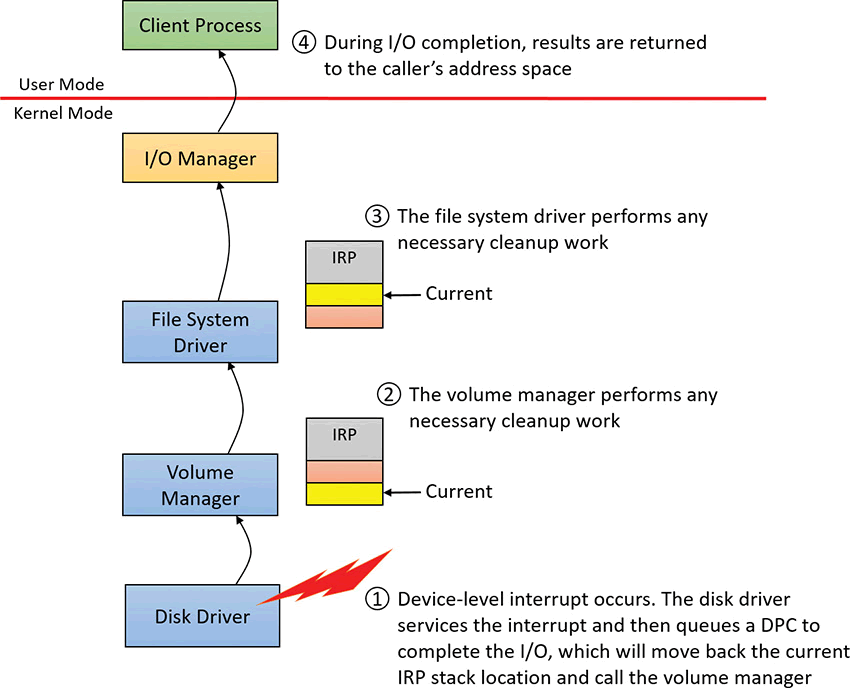 Client Process
④ During I/O completion, results are returned
to the caller’s address space
User Mode
Kernel Mode
I/O Manager
③ The file system driver performs any
necessary cleanup work
IRP
Current
File System
Driver
② The volume manager performs any
necessary cleanup work
IRP
Volume
Manager
Current
Disk Driver
① Device-level interrupt occurs. The disk driver
services the interrupt and then queues a DPC to
complete the I/O, which will move back the current
IRP stack location and call the volume manager